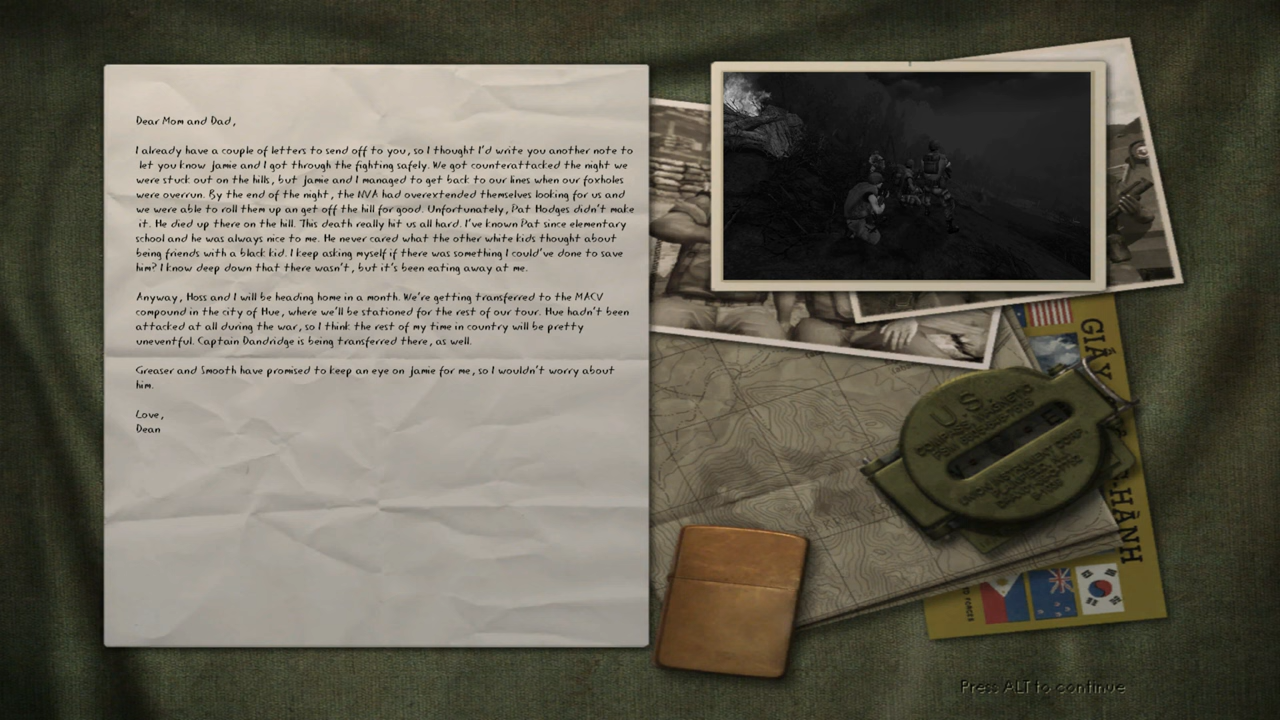 Dear Mom and Dad,
I already have a couple of letters to send off to you, so I thought I'd write you another note to
let you know Jamie and I got through the fighting safely. We got counterattacked the night we
were stuck out on the hills, but Jamie and I managed to get back to our lines when our foxholes
were overrun. By the end of the night, the NVA had overextended themselves looking for us and
we were able to roll them up an get off the hill for good. Unfortunately, Pat Hodges didn't make
it. He died up there on the hill. This death really hit us all hard. I've known Pat since elementary
school and he was always nice to me. He never cared what the other white kids thought about
being friends with a black kid. I keep asking myself if there was something I could've done to save
him? I know deep down that there wasn't, but it's been eating away at me.
Anyway, Hoss and I will be heading home in a month. We're getting transferred to the MACV
compound in the city of Hue, where we'll be stationed for the rest of our tour. Hue hadn't been
attacked at all during the war, so I think the rest of my time in country will be pretty
uneventful. Captain Dandridge is being transferred there, as well.
Greaser and Smooth have promised to keep an eye on Jamie for me, so I wouldn't worry about
him.
Love,
Dean
GIẤY
HÀNH
U.S.
Press ALT to continue